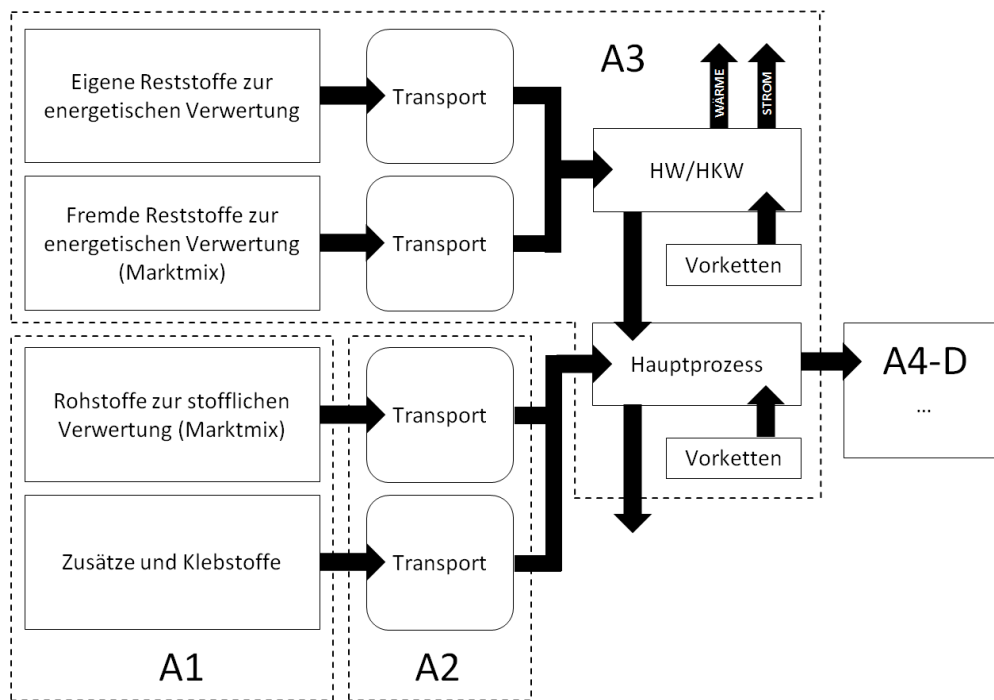 Eigene Reststoffe zur
energetischen Verwertung
Transport
A3
WÄRME
STROM
HW/HKW
Fremde Reststoffe zur
energetischen Verwertung
(Marktmix)
Transport
Vorketten
Rohstoffe zur stofflichen
Verwertung (Marktmix)
Transport
Hauptprozess
A4-D
...
Vorketten
Zusätze und Klebstoffe
Transport
A1
A2